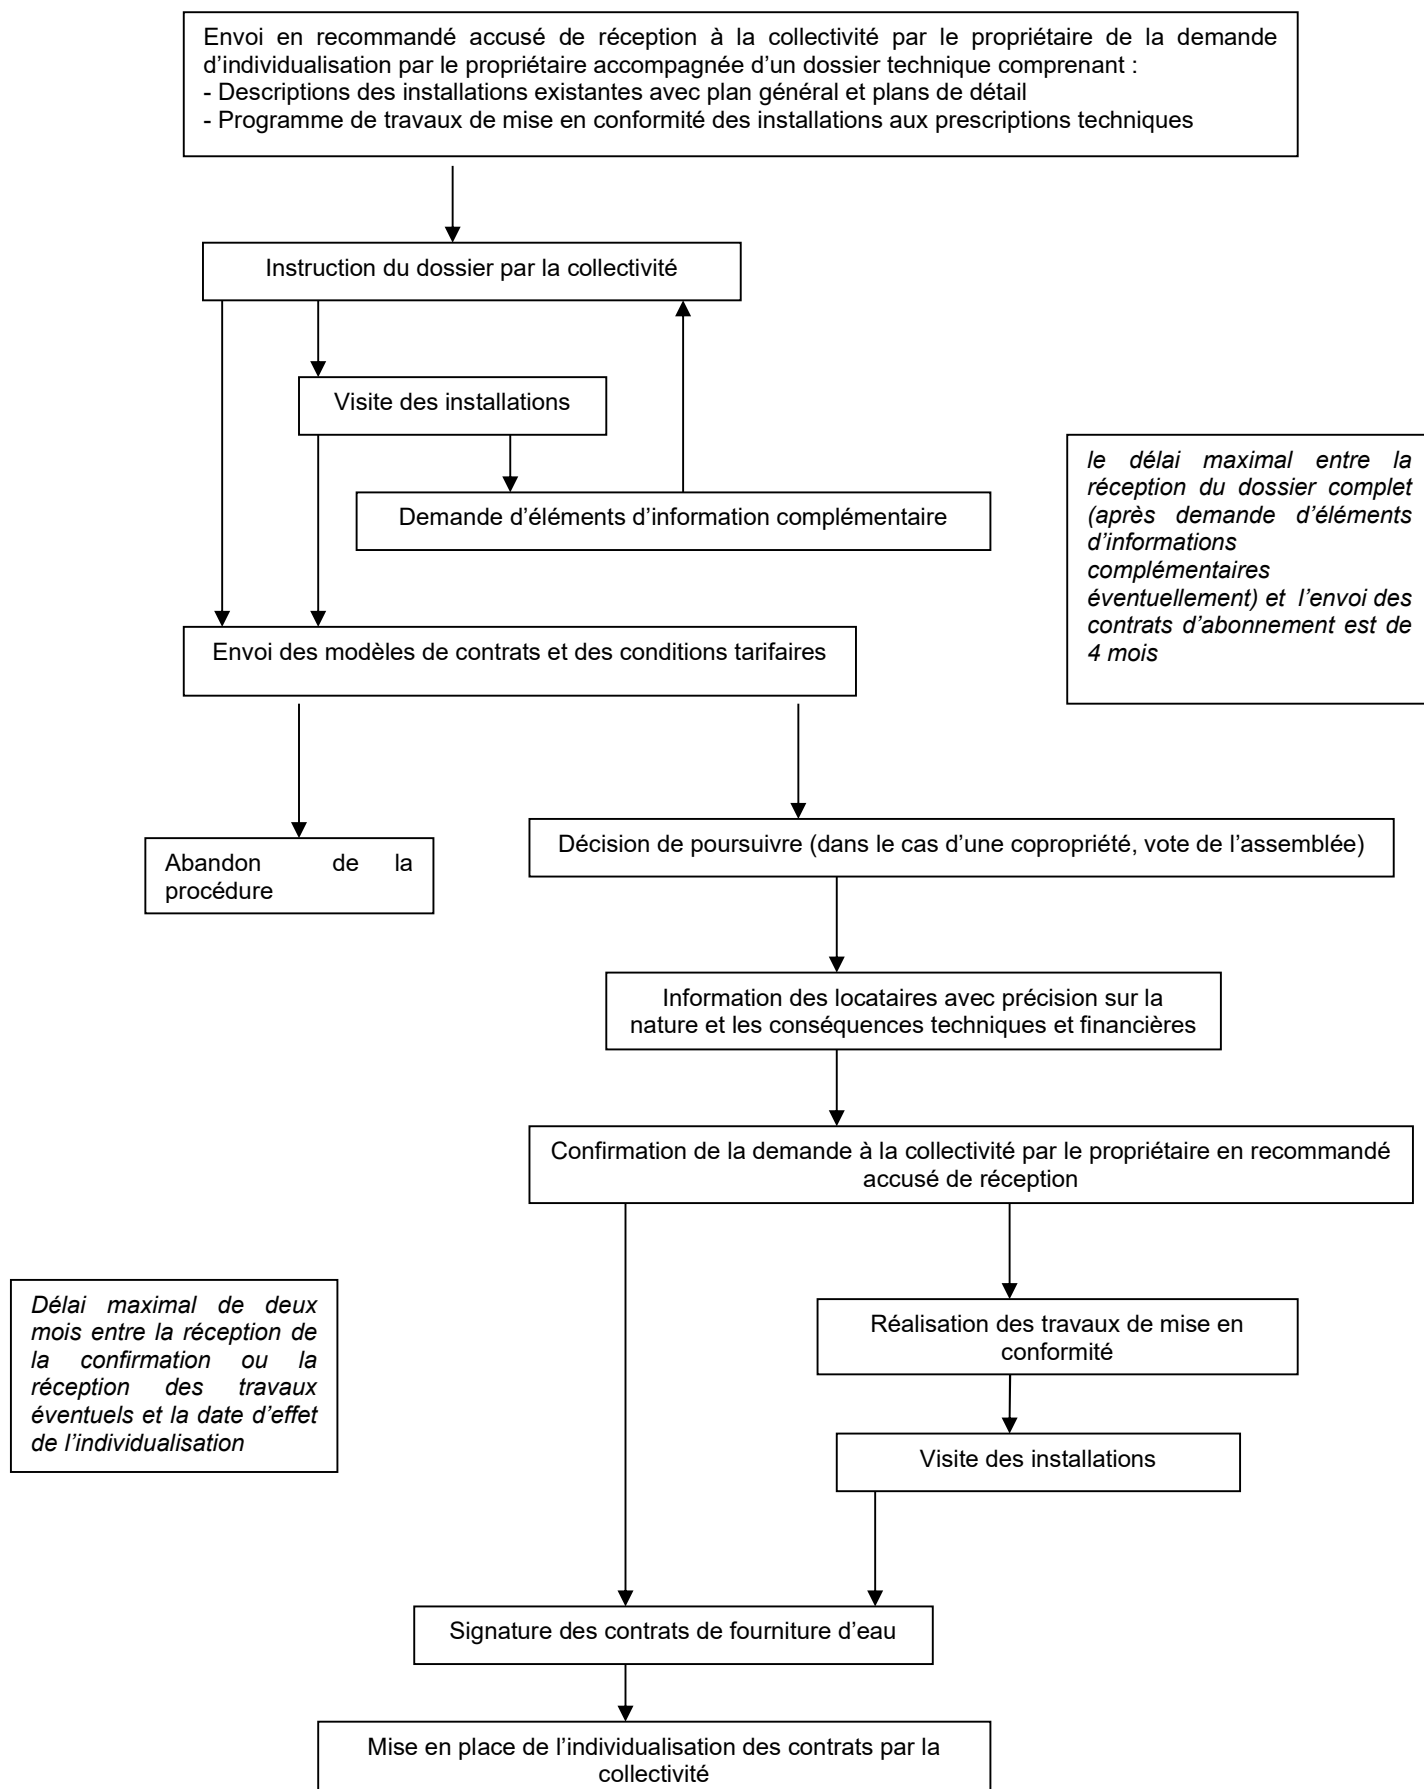 Envoi en recommandé accusé de réception à la collectivité par le propriétaire de la demande
d'individualisation par le propriétaire accompagnée d'un dossier technique comprenant :
- Descriptions des installations existantes avec plan général et plans de détail
- Programme de travaux de mise en conformité des installations aux prescriptions techniques
Instruction du dossier par la collectivité
Visite des installations
Demande d'éléments d'information complémentaire
le délai maximal entre la
réception du dossier complet
(après demande d'éléments
d'informations
complémentaires
éventuellement) et l'envoi des
contrats d'abonnement est de
4 mois
Envoi des modèles de contrats et des conditions tarifaires
Abandon de la
procédure
Décision de poursuivre (dans le cas d'une copropriété, vote de l'assemblée)
Information des locataires avec précision sur la
nature et les conséquences techniques et financières
Confirmation de la demande à la collectivité par le propriétaire en recommandé
accusé de réception
Délai maximal de deux
mois entre la réception de
la confirmation ou la
réception des travaux
éventuels et la date d'effet
de l'individualisation
Réalisation des travaux de mise en
conformité
Visite des installations
Signature des contrats de fourniture d'eau
Mise en place de l'individualisation des contrats par la
collectivité